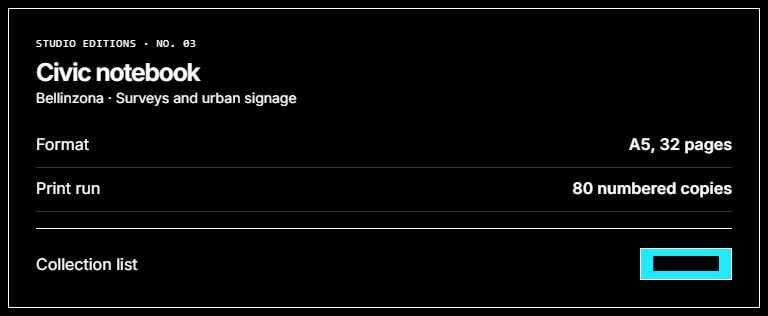 STUDIO EDITIONS · NO. 03
Civic notebook
Bellinzona · Surveys and urban signage
Format A5, 32 pages
Print run 80 numbered copies
Collection list